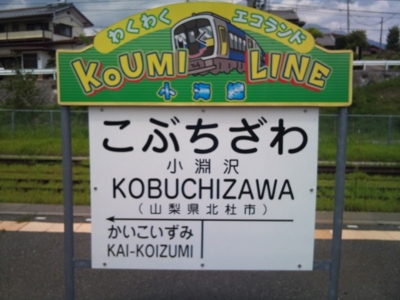 わくわく エコランド
KOUMI LINE
小海線
こぶちざわ
小淵沢
KOBUCHIZAWA
(山梨県北杜市)
かいこいずみ
KAI-KOIZUMI